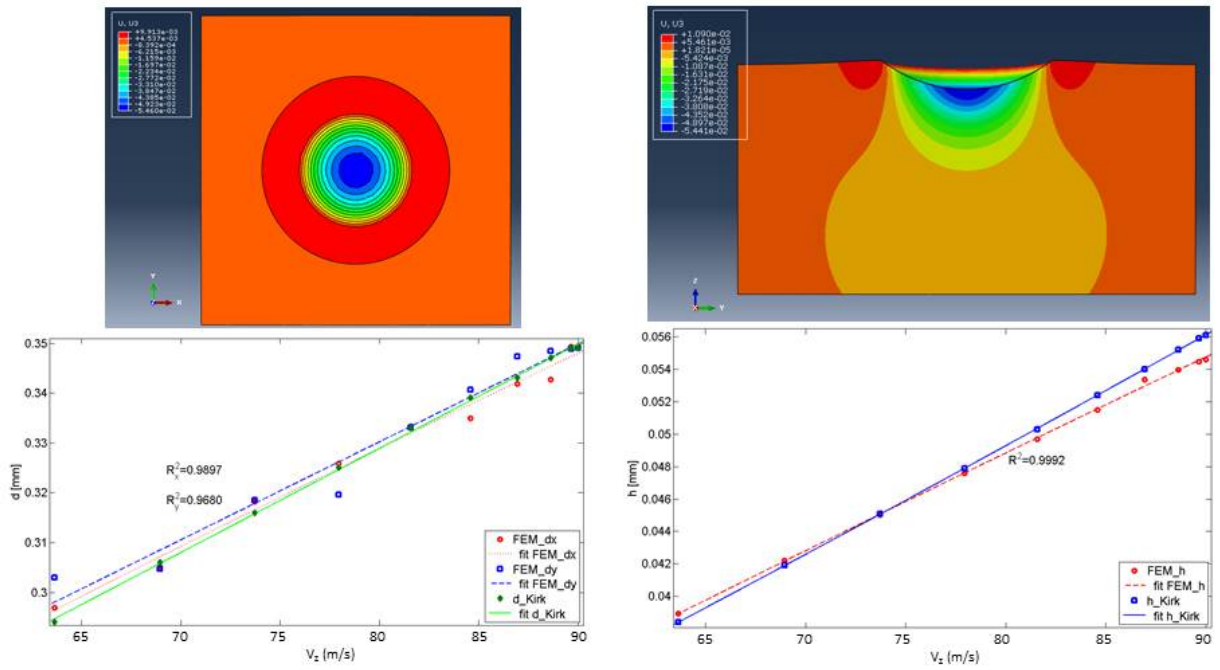 U, U3
+9.913e-03
+4.537e-03
-8.392e-04
-6.215e-03
-1.159e-02
-1.697e-02
-2.234e-02
-2.772e-02
-3.310e-02
-3.847e-02
-4.385e-02
-4.923e-02
-5.460e-02
Y
X
U, U3
+1.090e-02
+5.461e-03
+1.821e-05
-5.424e-03
-1.087e-02
-1.631e-02
-2.175e-02
-2.719e-02
-3.264e-02
-3.808e-02
-4.352e-02
-4.897e-02
-5.441e-02
Z
X
Y
0.35
0.34
0.33
0.32
0.31
0.3
d [mm]
R²x=0.9897
R²y=0.9680
FEM_dx
fit FEM_dx
FEM_dy
fit FEM_dy
d_Kirk
fit d_Kirk
65 70 75 80 85 90
Vz (m/s)
0.056
0.054
0.052
0.05
0.048
0.046
0.044
0.042
0.04
h [mm]
R²=0.9992
FEM_h
fit FEM_h
h_Kirk
fit h_Kirk
65 70 75 80 85 90
Vz (m/s)